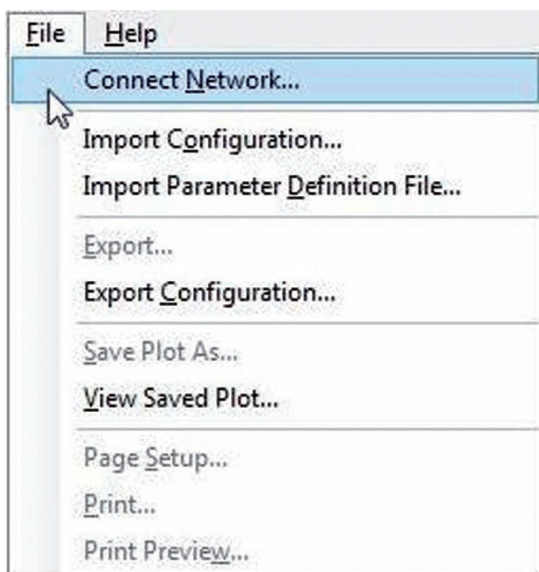 File Help
Connect Network...
Import Configuration...
Import Parameter Definition File...
Export...
Export Configuration...
Save Plot As...
View Saved Plot...
Page Setup...
Print...
Print Preview...